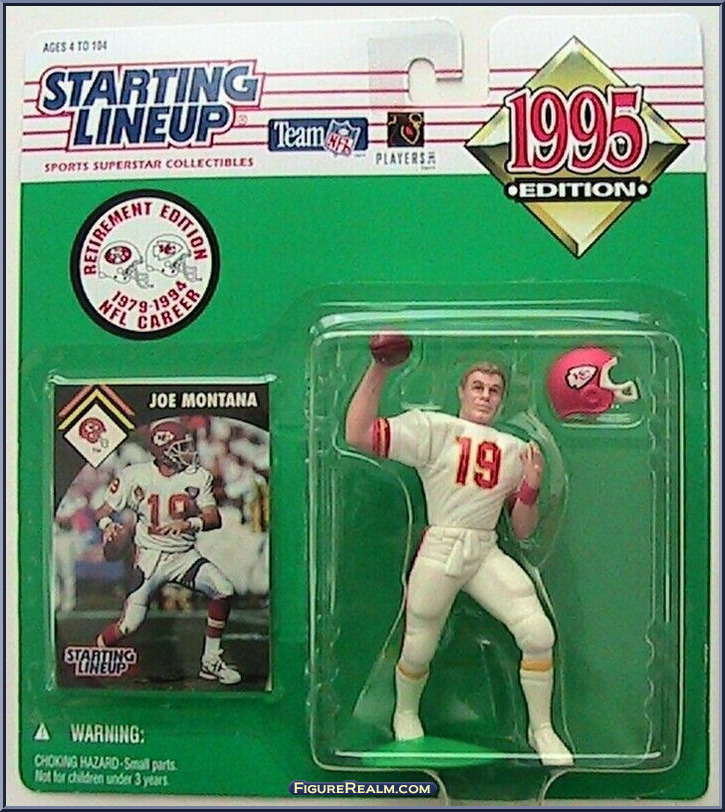 AGES 4 TO 104
STARTING
LINEUP®
SPORTS SUPERSTAR COLLECTIBLES
Team NFL
PLAYERS
1995
•EDITION•
RETIREMENT EDITION
1979-1994
NFL CAREER
JOE MONTANA
19
19
STARTING
LINEUP
WARNING:
CHOKING HAZARD-Small parts.
Not for children under 3 years.
FIGUREREALM.COM